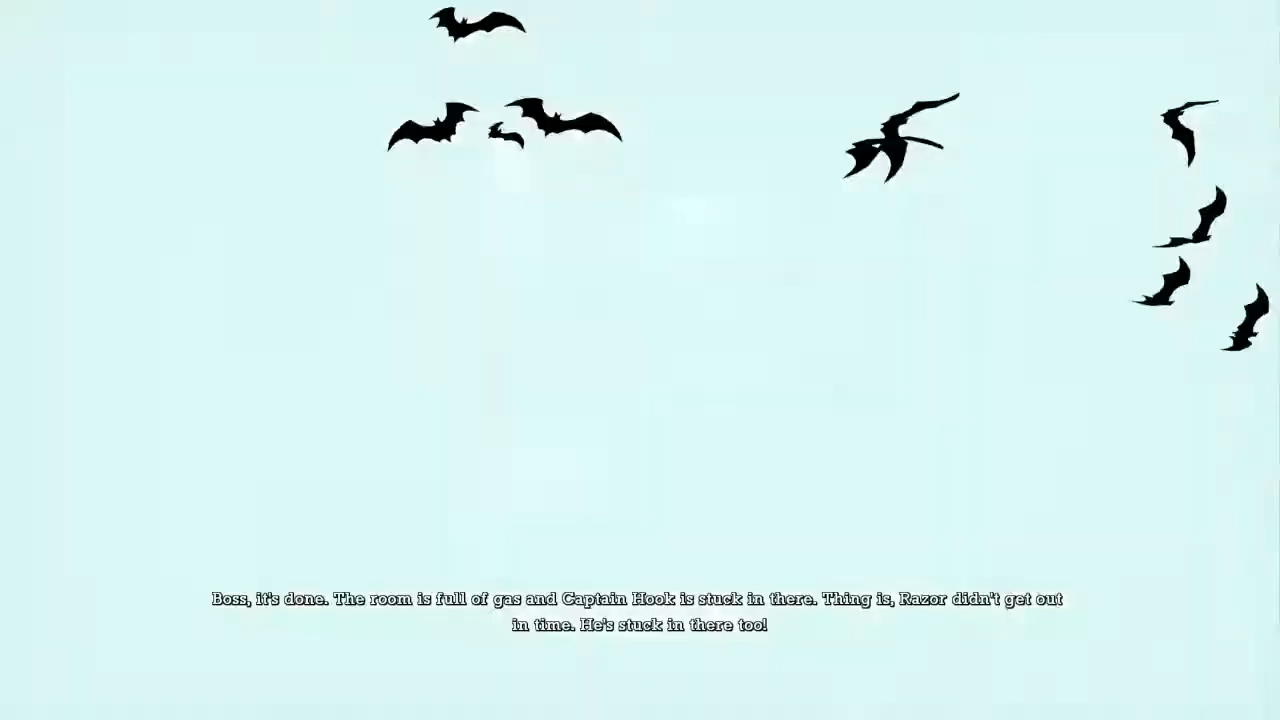 Boss, it's done. The room is full of gas and Captain Hook is stuck in there. Thing is, Razor didn't get out
in time. He's stuck in there too!